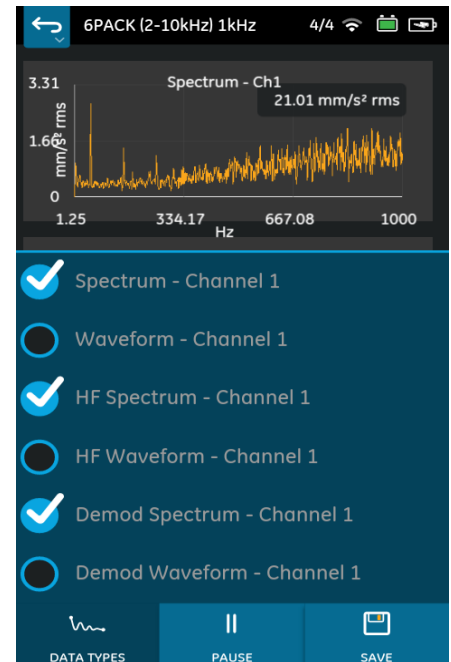 6PACK (2-10kHz) 1kHz 4/4
3.31 Spectrum - Ch1
21.01 mm/s² rms
mm/s² rms
1.66
0
1.25 334.17 667.08 1000
Hz
Spectrum - Channel 1
Waveform - Channel 1
HF Spectrum - Channel 1
HF Waveform - Channel 1
Demod Spectrum - Channel 1
Demod Waveform - Channel 1
DATA TYPES PAUSE SAVE